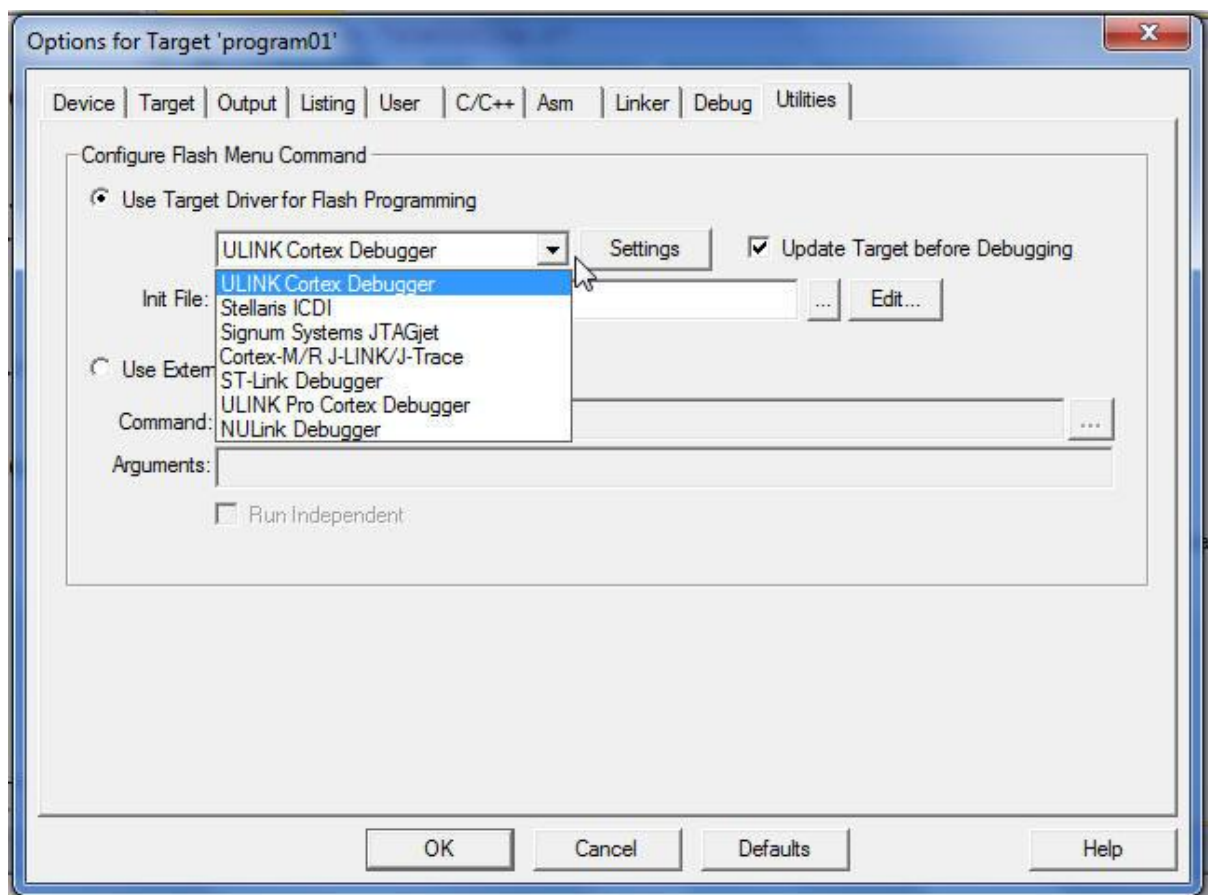 Options for Target 'program01'
Device Target Output Listing User C/C++ Asm Linker Debug Utilities
Configure Flash Menu Command
Use Target Driver for Flash Programming
ULINK Cortex Debugger Settings Update Target before Debugging
ULINK Cortex Debugger
Init File: ... Edit...
Stellaris ICDI
Signum Systems JTAGjet
Cortex-M/R J-LINK/J-Trace
Use Extern
ST-Link Debugger
ULINK Pro Cortex Debugger
Command: ...
NULink Debugger
Arguments:
Run Independent
OK Cancel Defaults Help